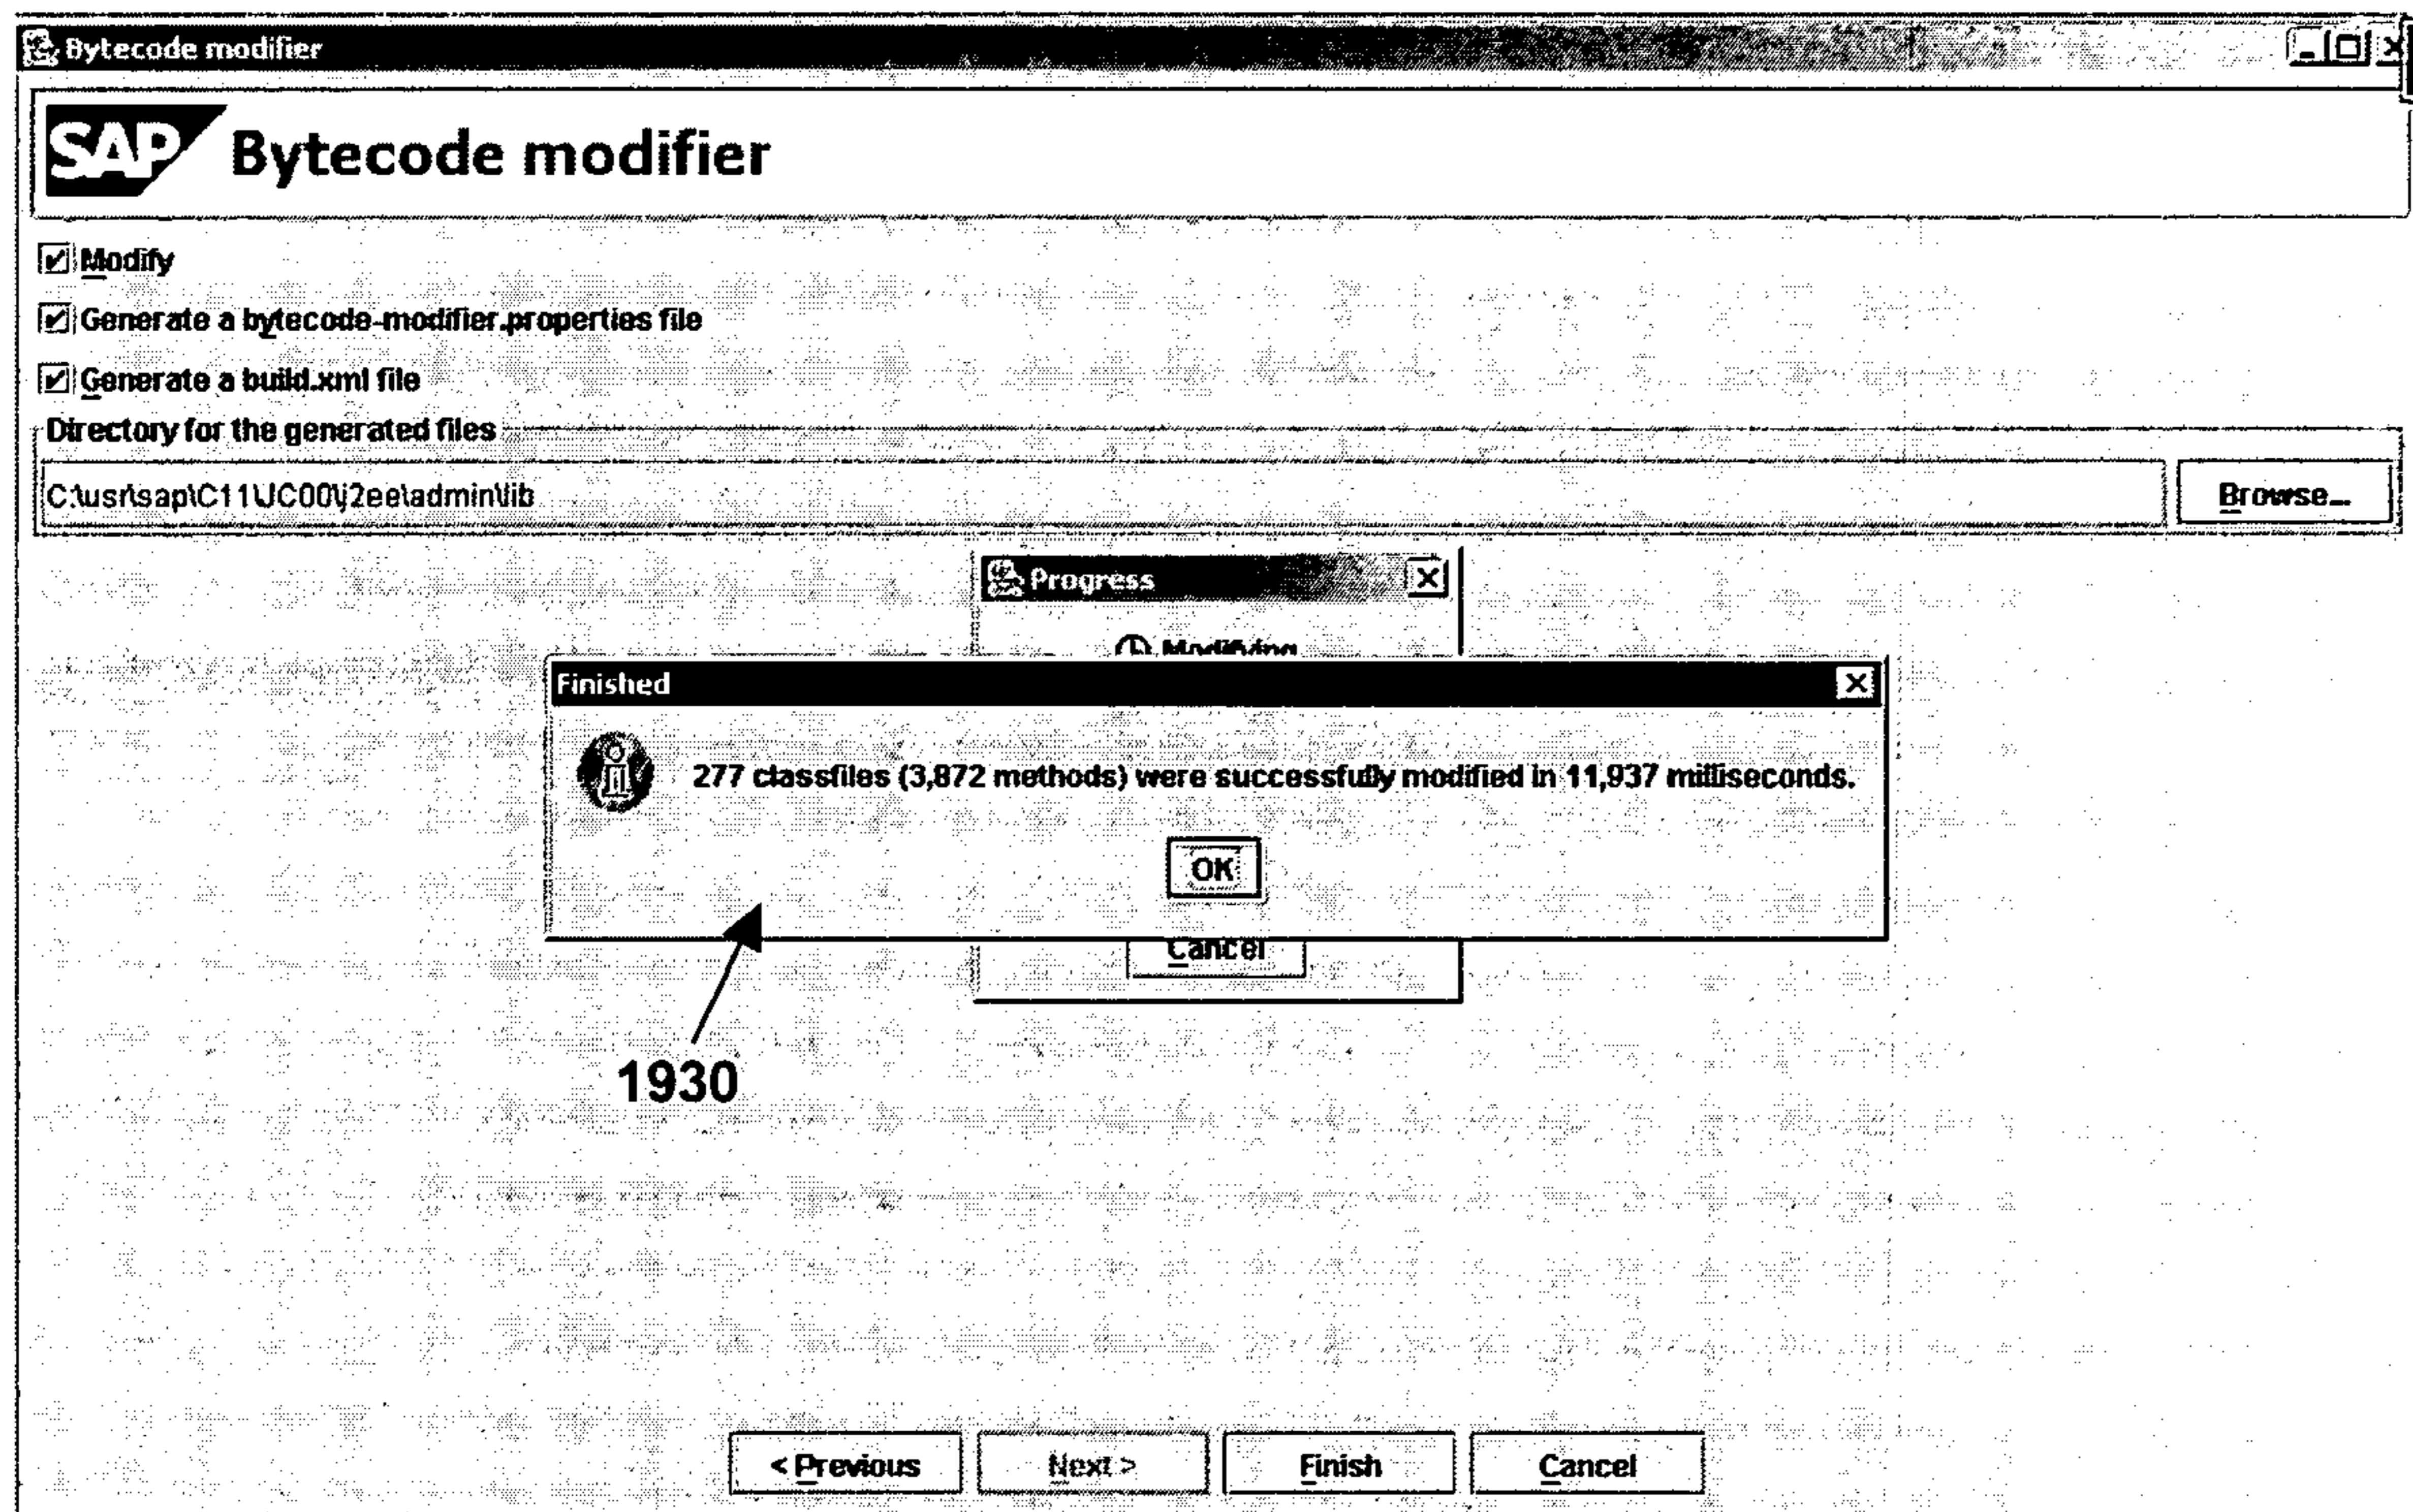 Bytecode modifier
SAP Bytecode modifier
Modify
Generate a bytecode-modifier.properties file
Generate a build.xml file
Directory for the generated files
C:\usr\sap\C11\JC00\j2ee\admin\lib
Browse...
Progress
Modifying
Finished
277 classfiles (3,872 methods) were successfully modified in 11,937 milliseconds.
OK
Cancel
1930
< Previous Next > Finish Cancel